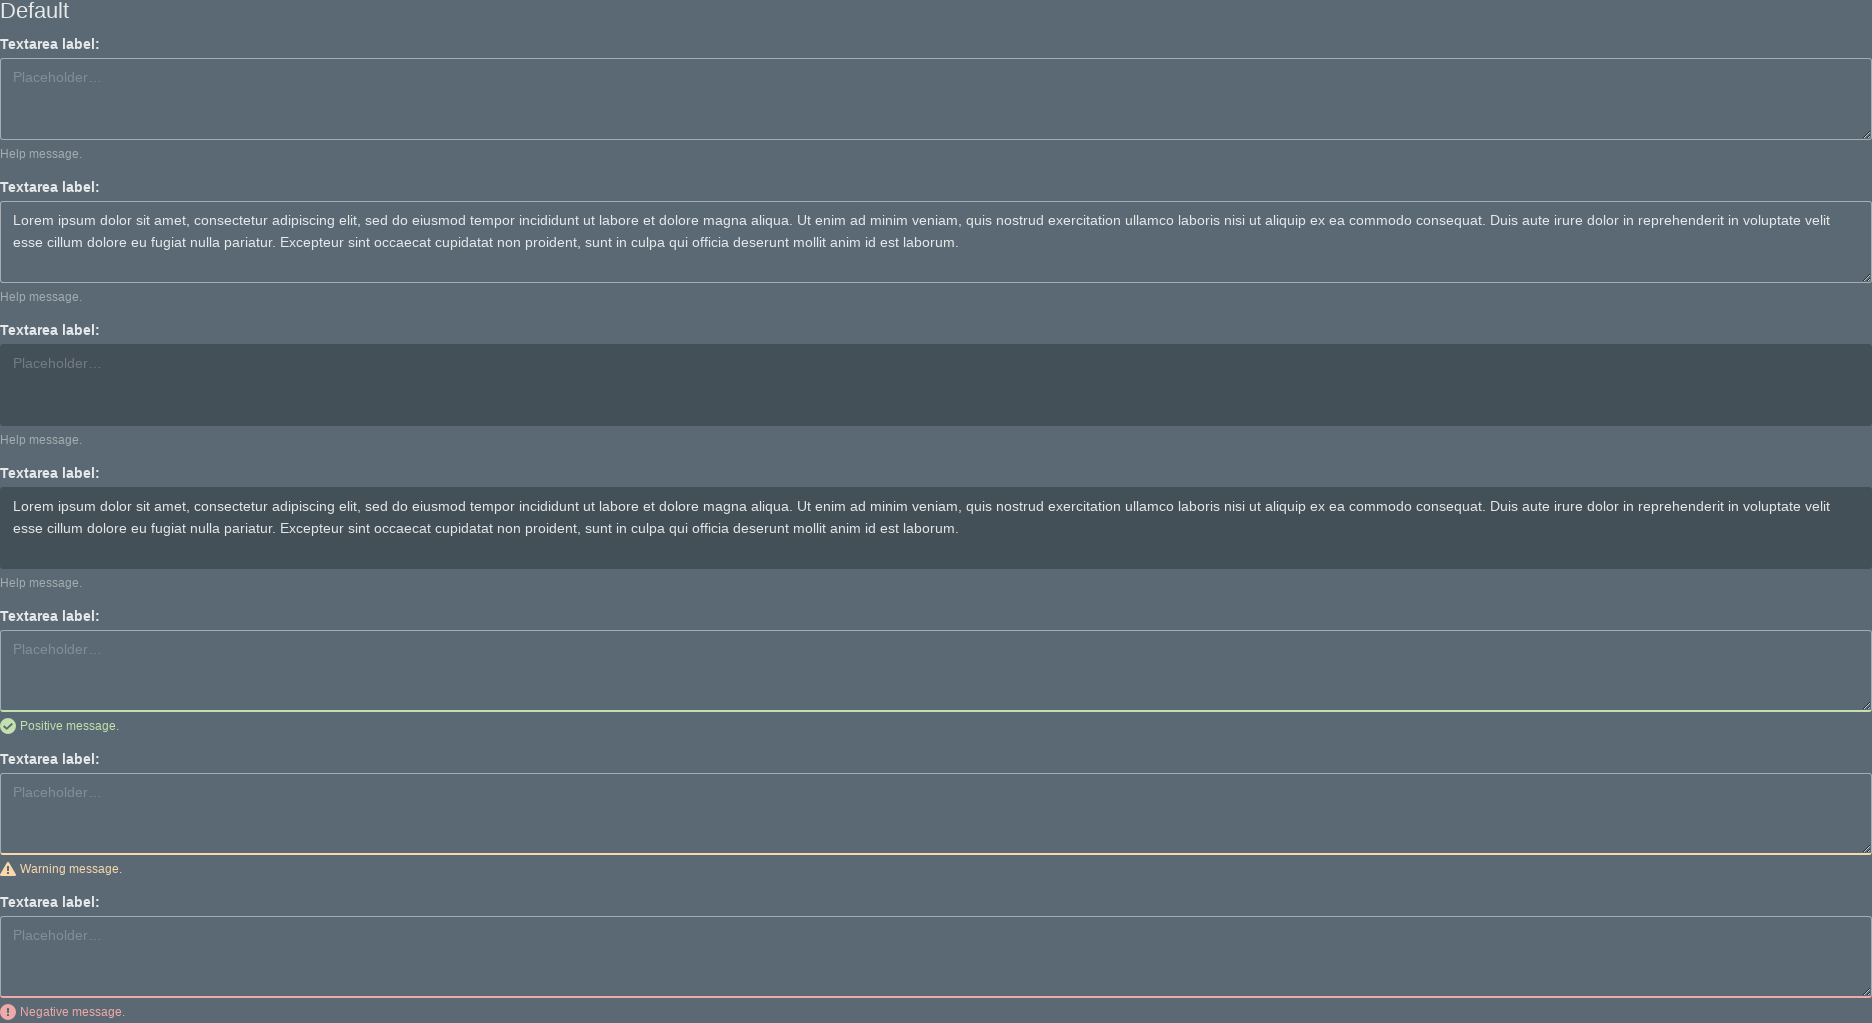 Default
Textarea label:
Placeholder…
Help message.
Textarea label:
Lorem ipsum dolor sit amet, consectetur adipiscing elit, sed do eiusmod tempor incididunt ut labore et dolore magna aliqua. Ut enim ad minim veniam, quis nostrud exercitation ullamco laboris nisi ut aliquip ex ea commodo consequat. Duis aute irure dolor in reprehenderit in voluptate velit
esse cillum dolore eu fugiat nulla pariatur. Excepteur sint occaecat cupidatat non proident, sunt in culpa qui officia deserunt mollit anim id est laborum.
Help message.
Textarea label:
Placeholder…
Help message.
Textarea label:
Lorem ipsum dolor sit amet, consectetur adipiscing elit, sed do eiusmod tempor incididunt ut labore et dolore magna aliqua. Ut enim ad minim veniam, quis nostrud exercitation ullamco laboris nisi ut aliquip ex ea commodo consequat. Duis aute irure dolor in reprehenderit in voluptate velit
esse cillum dolore eu fugiat nulla pariatur. Excepteur sint occaecat cupidatat non proident, sunt in culpa qui officia deserunt mollit anim id est laborum.
Help message.
Textarea label:
Placeholder…
Positive message.
Textarea label:
Placeholder…
Warning message.
Textarea label:
Placeholder…
Negative message.